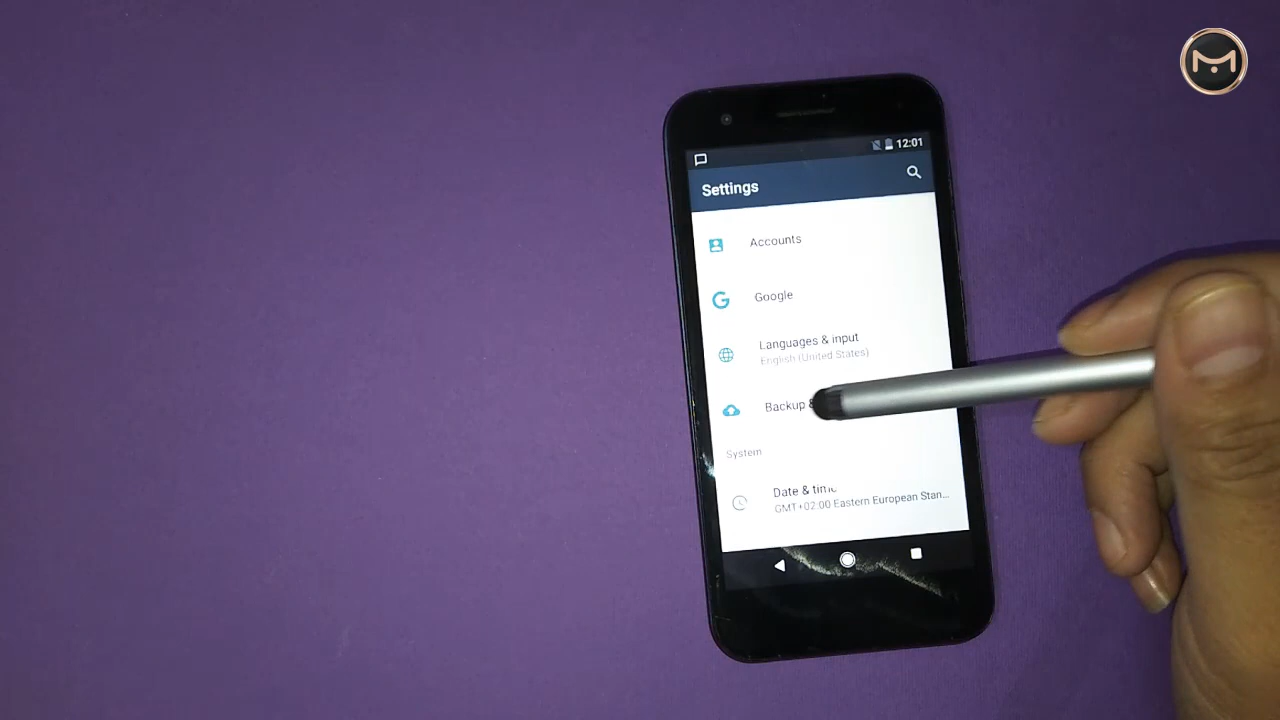 12:01
Settings
Accounts
Google
Languages & input
English (United States)
Backup &
System
Date & time
GMT+02:00 Eastern European Stan...